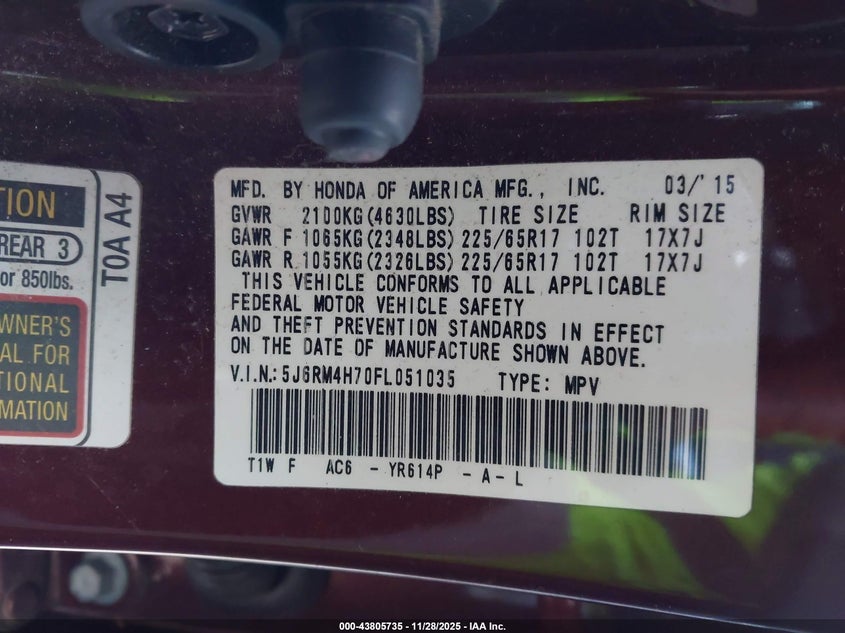 TION
REAR 3
or 850lbs.
WNER'S
AL FOR
TIONAL
MATION
T0A A4
MFD. BY HONDA OF AMERICA MFG., INC. 03/'15
GVWR 2100KG(4630LBS) TIRE SIZE RIM SIZE
GAWR F 1065KG(2348LBS) 225/65R17 102T 17X7J
GAWR R 1055KG(2326LBS) 225/65R17 102T 17X7J
THIS VEHICLE CONFORMS TO ALL APPLICABLE
FEDERAL MOTOR VEHICLE SAFETY
AND THEFT PREVENTION STANDARDS IN EFFECT
ON THE DATE OF MANUFACTURE SHOWN ABOVE.
V.I.N.: 5J6RM4H70FL051035 TYPE: MPV
T1W F AC6 - YR614P - A - L
000-43805735 - 11/28/2025 - IAA Inc.